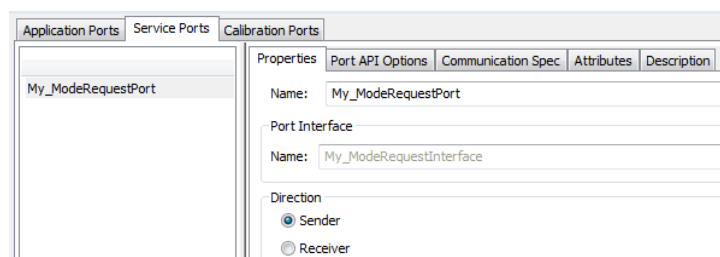 Application Ports Service Ports Calibration Ports
Properties Port API Options Communication Spec Attributes Description
My_ModeRequestPort
Name: My_ModeRequestPort
Port Interface
Name: My_ModeRequestInterface
Direction
Sender
Receiver